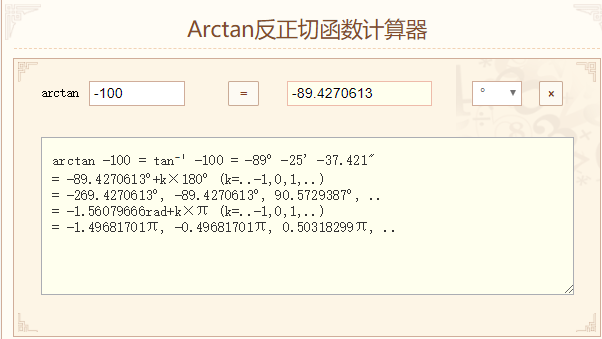 Arctan反正切函数计算器
arctan -100 = -89.4270613 ° ×
arctan -100 = tan⁻¹ -100 = -89° -25′ -37.421″
= -89.4270613°+k×180° (k=..-1,0,1,..)
= -269.4270613°, -89.4270613°, 90.5729387°, ..
= -1.56079666rad+k×π (k=..-1,0,1,..)
= -1.49681701π, -0.49681701π, 0.50318299π, ..